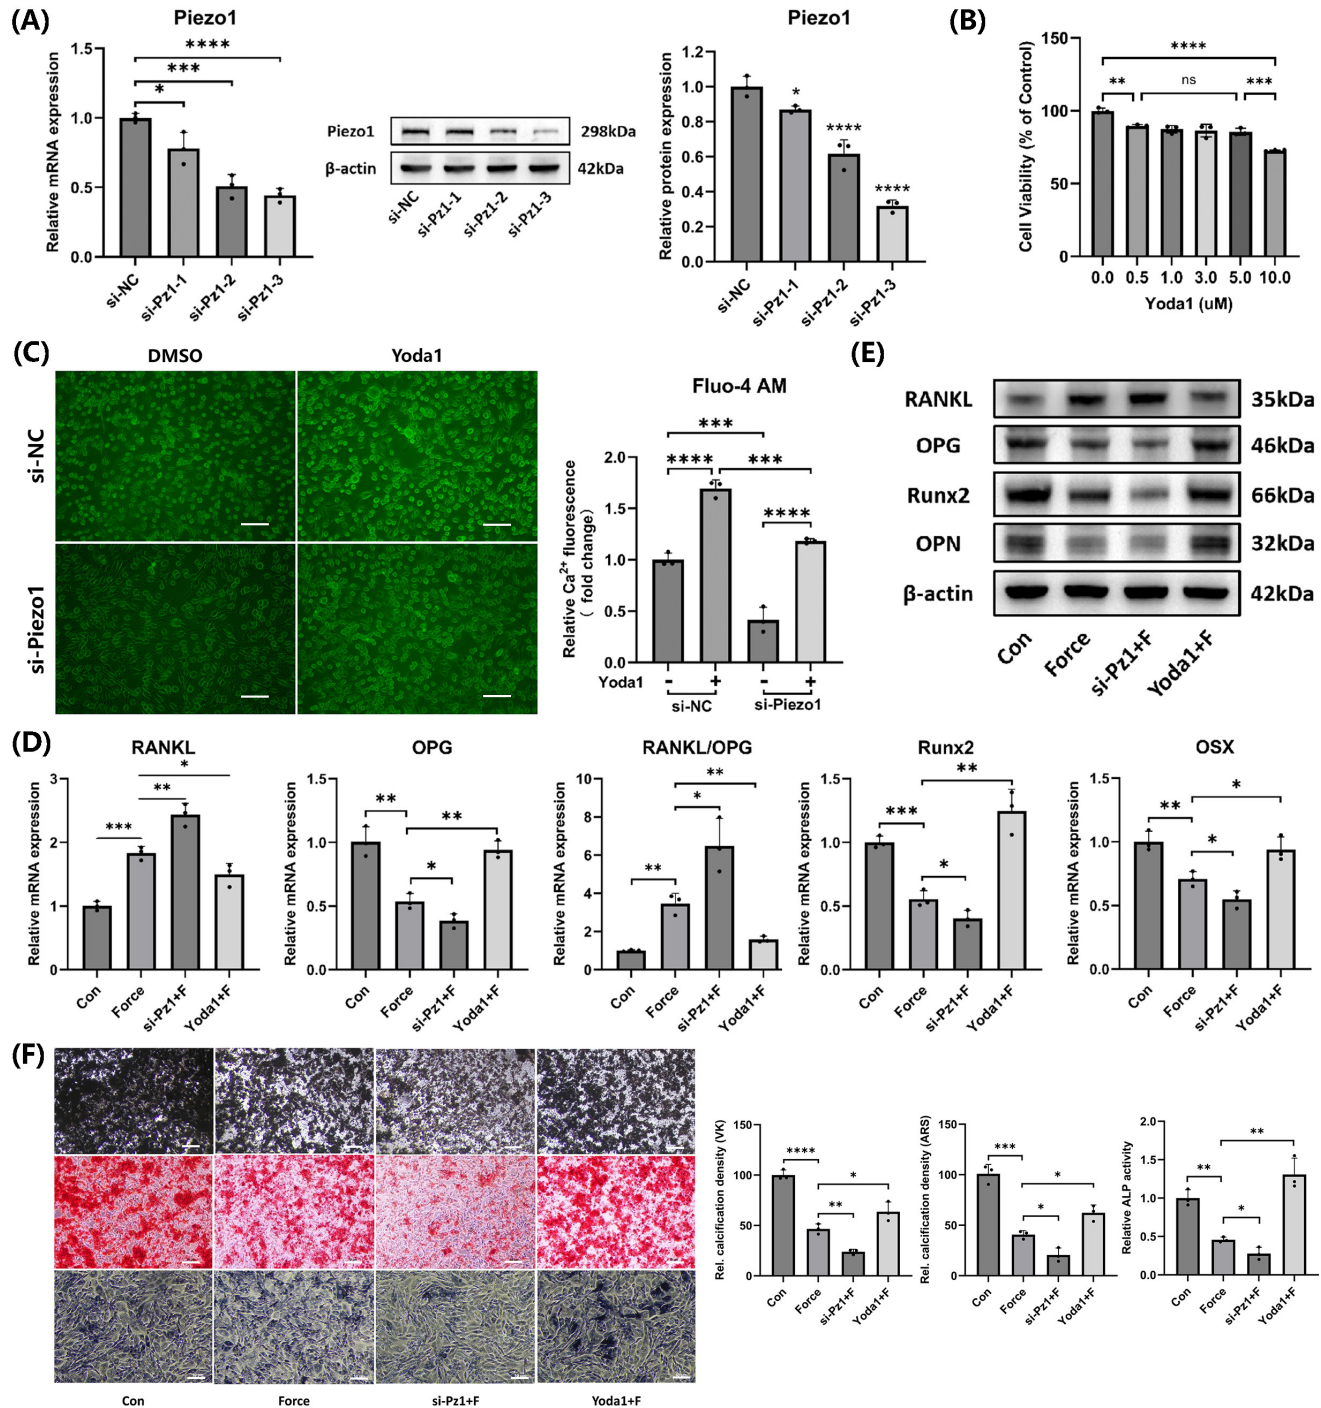 (A)
Piezo1
Relative mRNA expression
1.5
1.0
0.5
0.0
****
***
*
si-NC
si-Pz1-1
si-Pz1-2
si-Pz1-3
Piezo1
298kDa
β-actin
42kDa
si-NC
si-Pz1-1
si-Pz1-2
si-Pz1-3
Piezo1
Relative protein expression
1.2
1.0
0.8
0.6
0.4
0.2
0.0
*
****
****
si-NC
si-Pz1-1
si-Pz1-2
si-Pz1-3
(B)
Cell Viability (% of Control)
150
100
50
0
****
** ns ***
0.0 0.5 1.0 3.0 5.0 10.0
Yoda1 (uM)
(C)
DMSO Yoda1
si-NC
si-Piezo1
Fluo-4 AM
Relative Ca2+ fluorescence
( fold change)
2.0
1.5
1.0
0.5
0.0
***
**** ***
****
Yoda1 - + - +
si-NC si-Piezo1
(E)
RANKL 35kDa
OPG 46kDa
Runx2 66kDa
OPN 32kDa
β-actin 42kDa
Con
Force
si-Pz1+F
Yoda1+F
(D)
RANKL
Relative mRNA expression
3
2
1
0
*
**
***
Con
Force
si-Pz1+F
Yoda1+F
OPG
Relative mRNA expression
1.5
1.0
0.5
0.0
**
**
*
Con
Force
si-Pz1+F
Yoda1+F
RANKL/OPG
Relative mRNA expression
10
8
6
4
2
0
**
*
**
Con
Force
si-Pz1+F
Yoda1+F
Runx2
Relative mRNA expression
1.5
1.0
0.5
0.0
**
***
*
Con
Force
si-Pz1+F
Yoda1+F
OSX
Relative mRNA expression
1.5
1.0
0.5
0.0
*
**
*
Con
Force
si-Pz1+F
Yoda1+F
(F)
Con Force si-Pz1+F Yoda1+F
Rel. calcification density (VK)
150
100
50
0
****
*
**
Con
Force
si-Pz1+F
Yoda1+F
Rel. calcification density (ARS)
150
100
50
0
***
*
*
Con
Force
si-Pz1+F
Yoda1+F
Relative ALP activity
2.0
1.5
1.0
0.5
0.0
**
**
*
Con
Force
si-Pz1+F
Yoda1+F